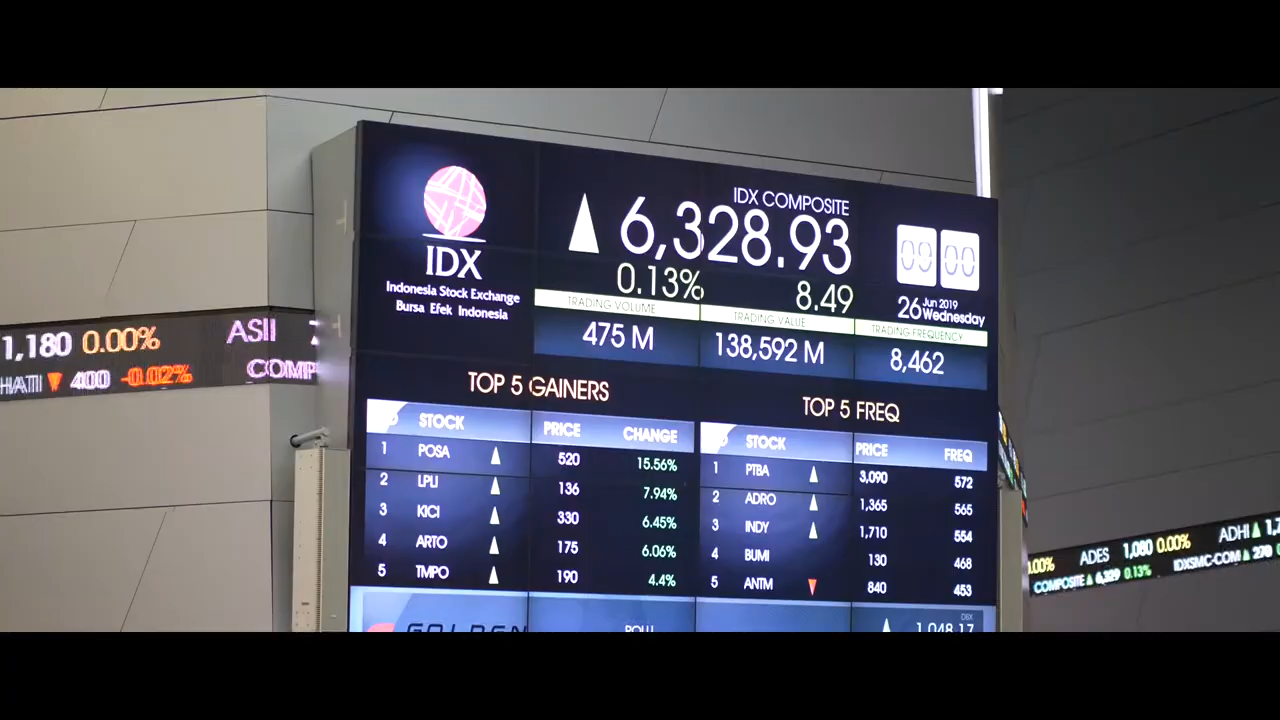 IDX
Indonesia Stock Exchange
Bursa Efek Indonesia
IDX COMPOSITE
6,328.93
0.13% 8.49
09 00
26 Jun 2019 Wednesday
TRADING VOLUME TRADING VALUE TRADING FREQUENCY
475 M 138,592 M 8,462
1,180 0.00% ASII
HATI 400 -0.02% COMP
TOP 5 GAINERS
STOCK PRICE CHANGE
1 POSA 520 15.56%
2 LPLI 136 7.94%
3 KICI 330 6.45%
4 ARTO 175 6.06%
5 TMPO 190 4.4%
TOP 5 FREQ
STOCK PRICE FREQ
1 PTBA 3,090 572
2 ADRO 1,365 565
3 INDY 1,710 554
4 BUMI 130 468
5 ANTM 840 453
GOLDEN
DBX
1,048.17
0.00% ADES 1,080 0.00% ADHI
COMPOSITE 6,329 0.13% IDXSMC-COM 270